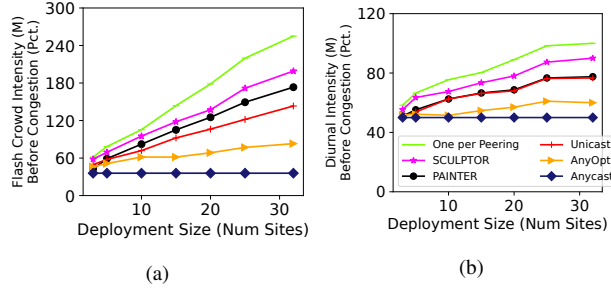 Flash Crowd Intensity (M)
Before Congestion (Pct.)
300
240
180
120
60
0
10
20
30
Deployment Size (Num Sites)
(a)
Diurnal Intensity (M)
Before Congestion (Pct.)
120
80
40
0
One per Peering
SCULPTOR
PAINTER
Unicast
AnyOpt
Anycast
10
20
30
Deployment Size (Num Sites)
(b)